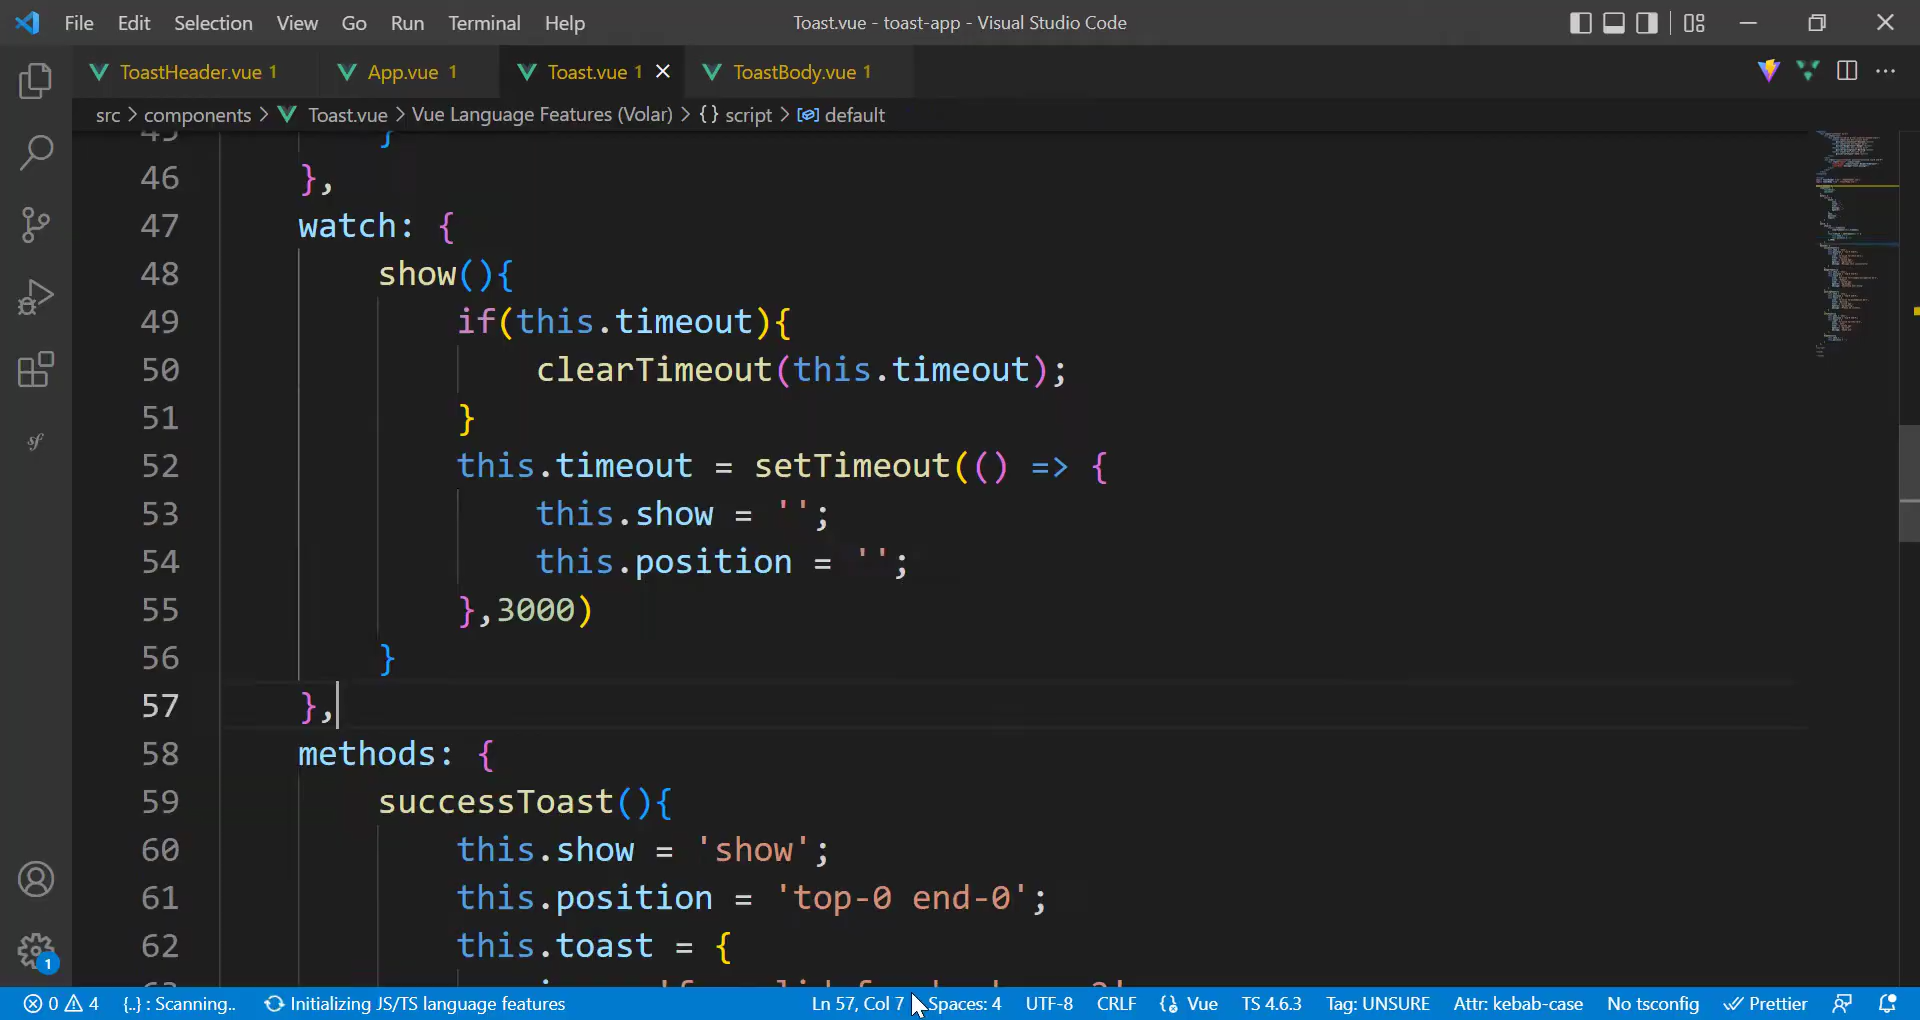 File Edit Selection View Go Run Terminal Help
Toast.vue - toast-app - Visual Studio Code
ToastHeader.vue 1
App.vue 1
Toast.vue 1
ToastBody.vue 1
src > components > Toast.vue > Vue Language Features (Volar) > {} script > default
45 }
46 },
47 watch: {
48 show(){
49 if(this.timeout){
50 clearTimeout(this.timeout);
51 }
52 this.timeout = setTimeout(() => {
53 this.show = '';
54 this.position = '';
55 },3000)
56 }
57 },
58 methods: {
59 successToast(){
60 this.show = 'show';
61 this.position = 'top-0 end-0';
62 this.toast = {
1
0 4 {..} : Scanning.. Initializing JS/TS language features Ln 57, Col 7 Spaces: 4 UTF-8 CRLF Vue TS 4.6.3 Tag: UNSURE Attr: kebab-case No tsconfig Prettier